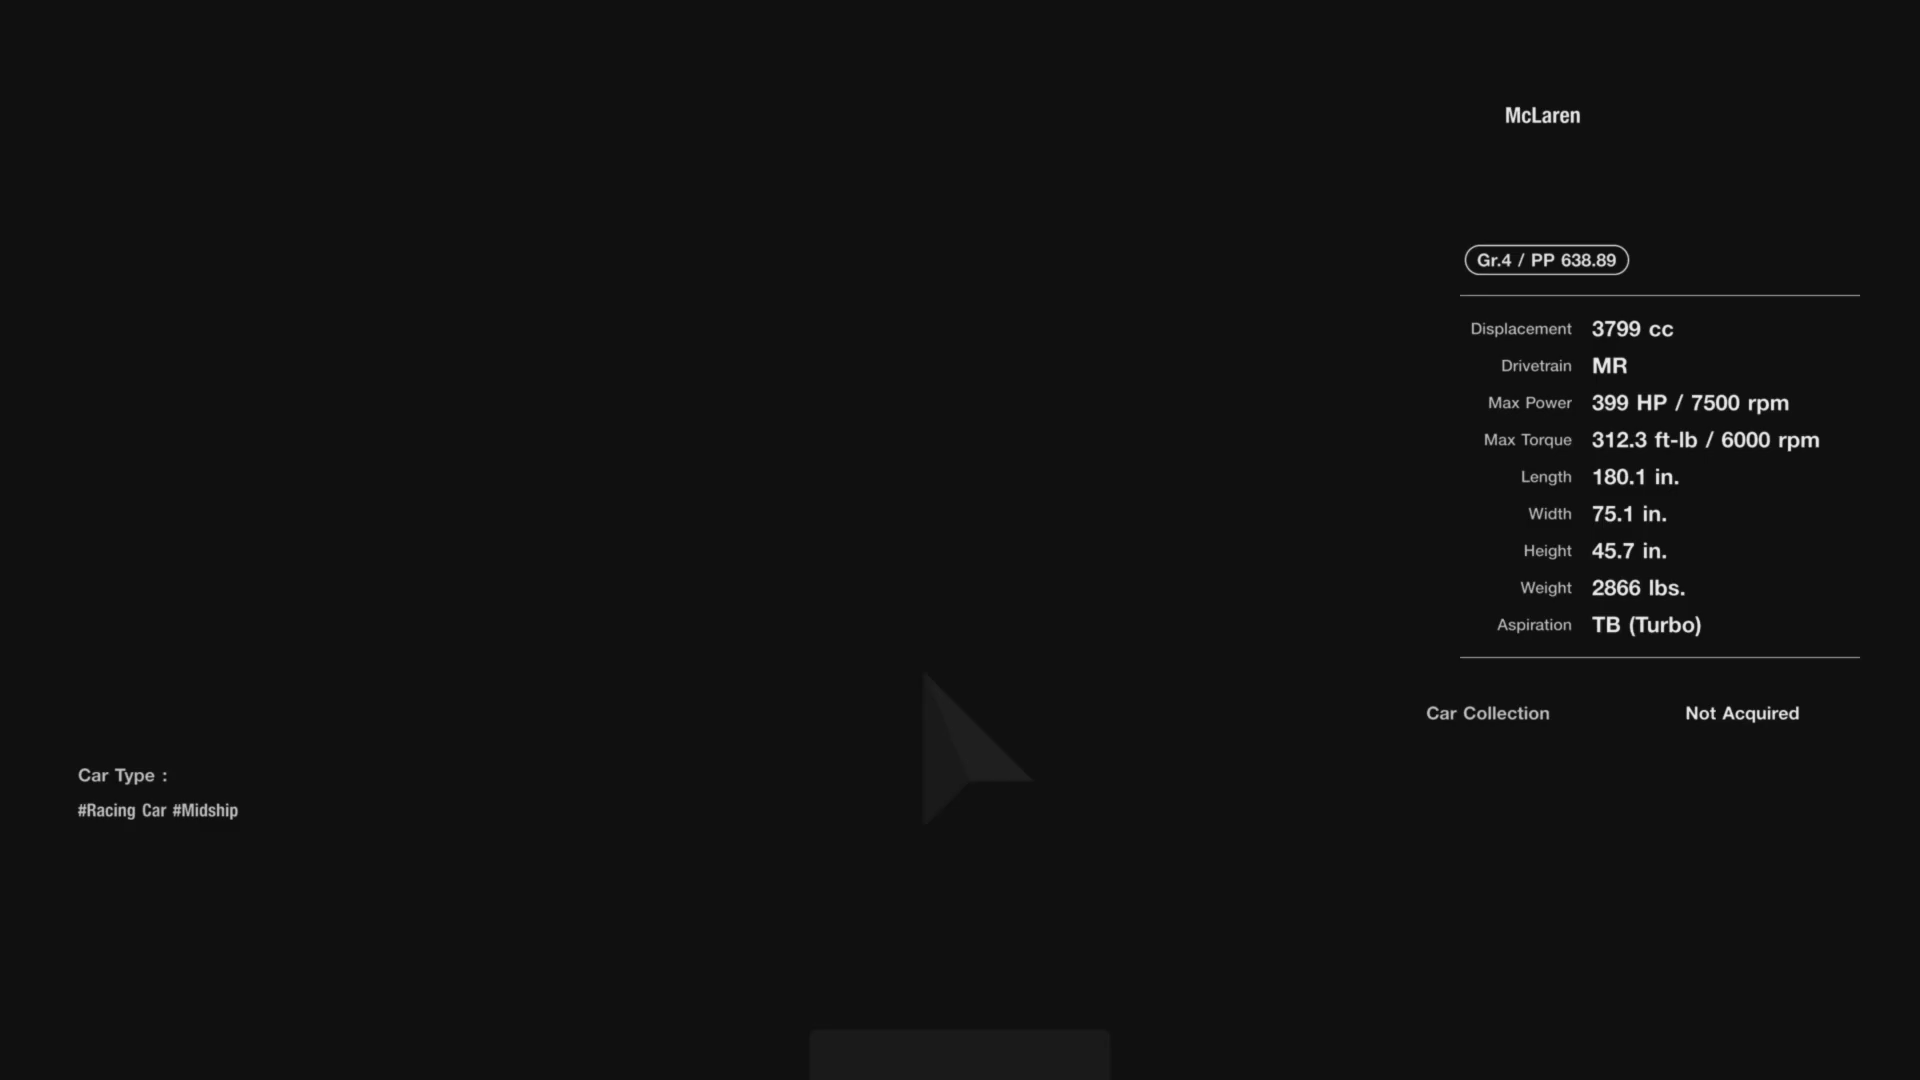 McLaren
Gr.4 / PP 638.89
Displacement 3799 cc
Drivetrain MR
Max Power 399 HP / 7500 rpm
Max Torque 312.3 ft-lb / 6000 rpm
Length 180.1 in.
Width 75.1 in.
Height 45.7 in.
Weight 2866 lbs.
Aspiration TB (Turbo)
Car Collection Not Acquired
Car Type :
#Racing Car #Midship